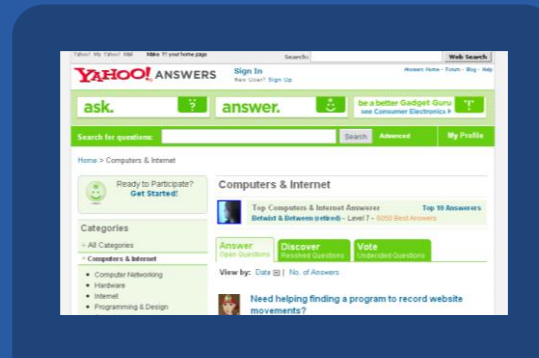 Yahoo! My Yahoo! Mail Make Y! your home page
Search:
Web Search
YAHOO! ANSWERS
Sign In
New User? Sign Up
Answers Home - Forum - Blog - Help
ask.
answer.
be a better Gadget Guru
see Consumer Electronics
Search for questions:
Search
Advanced
My Profile
Home > Computers & Internet
Ready to Participate?
Get Started!
Categories
All Categories
Computers & Internet
Computer Networking
Hardware
Internet
Programming & Design
Computers & Internet
Top Computers & Internet Answerer
Top 10 Answerers
Betwixt & Between (retired) - Level 7 - 6050 Best Answers
Answer
Open Questions
Discover
Resolved Questions
Vote
Undecided Questions
View by: Date | No. of Answers
Need helping finding a program to record website
movements?